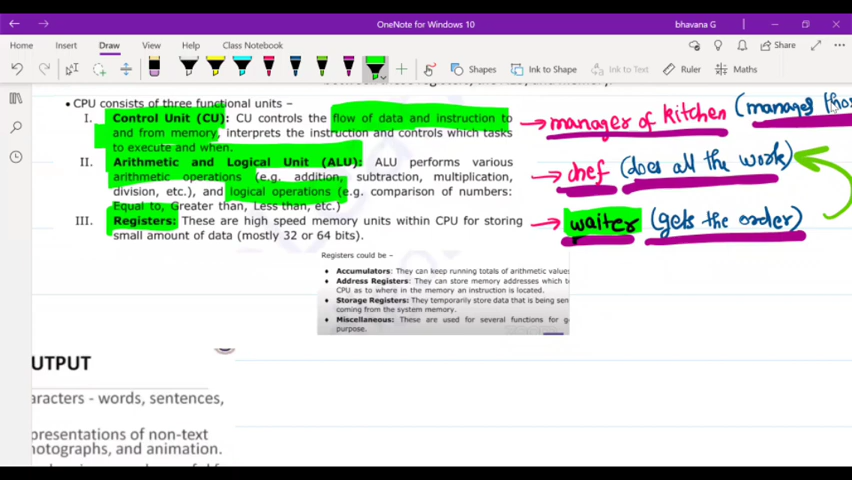 OneNote for Windows 10
bhavana G
Home Insert Draw View Help Class Notebook
Share
Shapes Ink to Shape Ink to Text Ruler Maths
• CPU consists of three functional units –
I. Control Unit (CU): CU controls the flow of data and instruction to
and from memory, interprets the instruction and controls which tasks
to execute and when.
→ manager of kitchen (manages
II. Arithmetic and Logical Unit (ALU): ALU performs various
arithmetic operations (e.g. addition, subtraction, multiplication,
division, etc.), and logical operations (e.g. comparison of numbers:
Equal to, Greater than, Less than, etc.)
→ chef (does all the work)
III. Registers: These are high speed memory units within CPU for storing
small amount of data (mostly 32 or 64 bits).
→ waiter (gets the order)
Registers could be –
♦ Accumulators: They can keep running totals of arithmetic values
♦ Address Registers: They can store memory addresses which t
CPU as to where in the memory an instruction is located.
♦ Storage Registers: They temporarily store data that is being sen
coming from the system memory.
♦ Miscellaneous: These are used for several functions for g
purpose.
UTPUT
aracters - words, sentences,
presentations of non-text
hotographs, and animation.